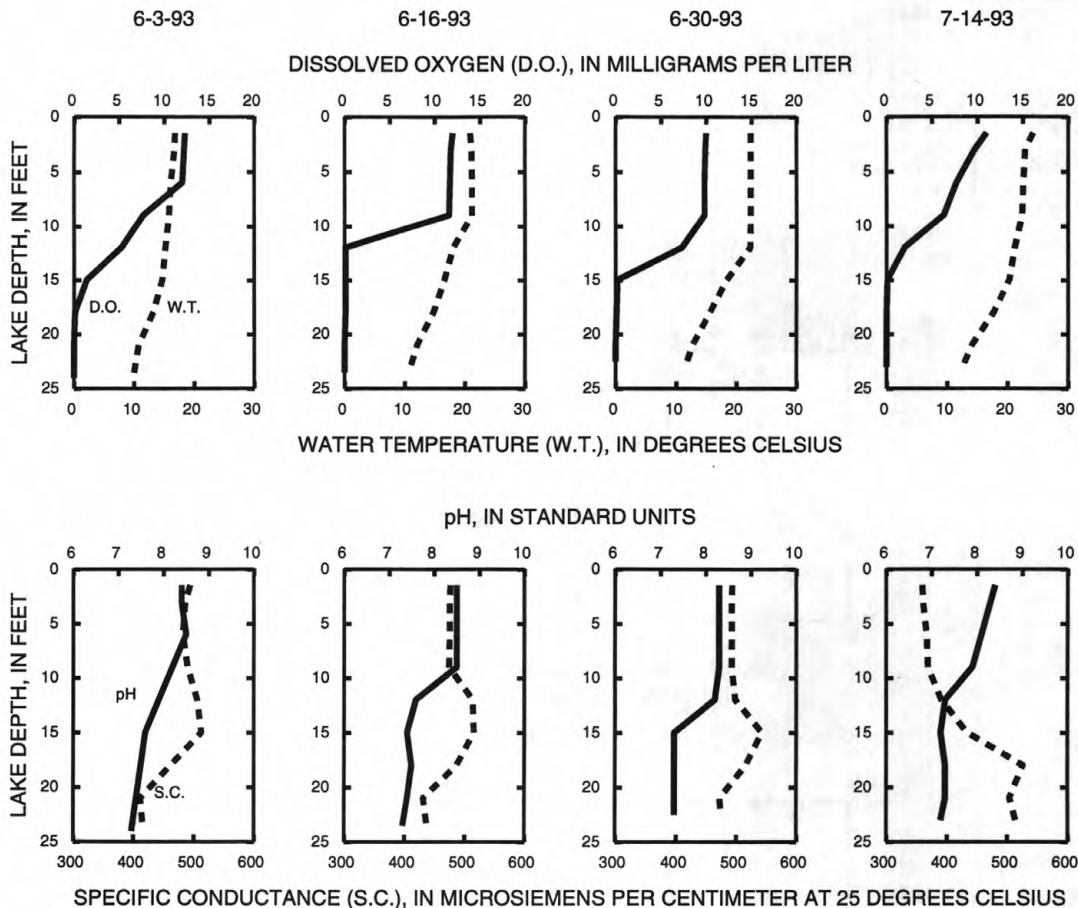 6-3-93 6-16-93 6-30-93 7-14-93
DISSOLVED OXYGEN (D.O.), IN MILLIGRAMS PER LITER
0 5 10 15 20 0 5 10 15 20 0 5 10 15 20 0 5 10 15 20
LAKE DEPTH, IN FEET
0
5
10
15
20
25
D.O. W.T.
0 10 20 30 0 10 20 30 0 10 20 30 0 10 20 30
WATER TEMPERATURE (W.T.), IN DEGREES CELSIUS
pH, IN STANDARD UNITS
6 7 8 9 10 6 7 8 9 10 6 7 8 9 10 6 7 8 9 10
LAKE DEPTH, IN FEET
0
5
10
15
20
25
pH
S.C.
300 400 500 600 300 400 500 600 300 400 500 600 300 400 500 600
SPECIFIC CONDUCTANCE (S.C.), IN MICROSIEMENS PER CENTIMETER AT 25 DEGREES CELSIUS